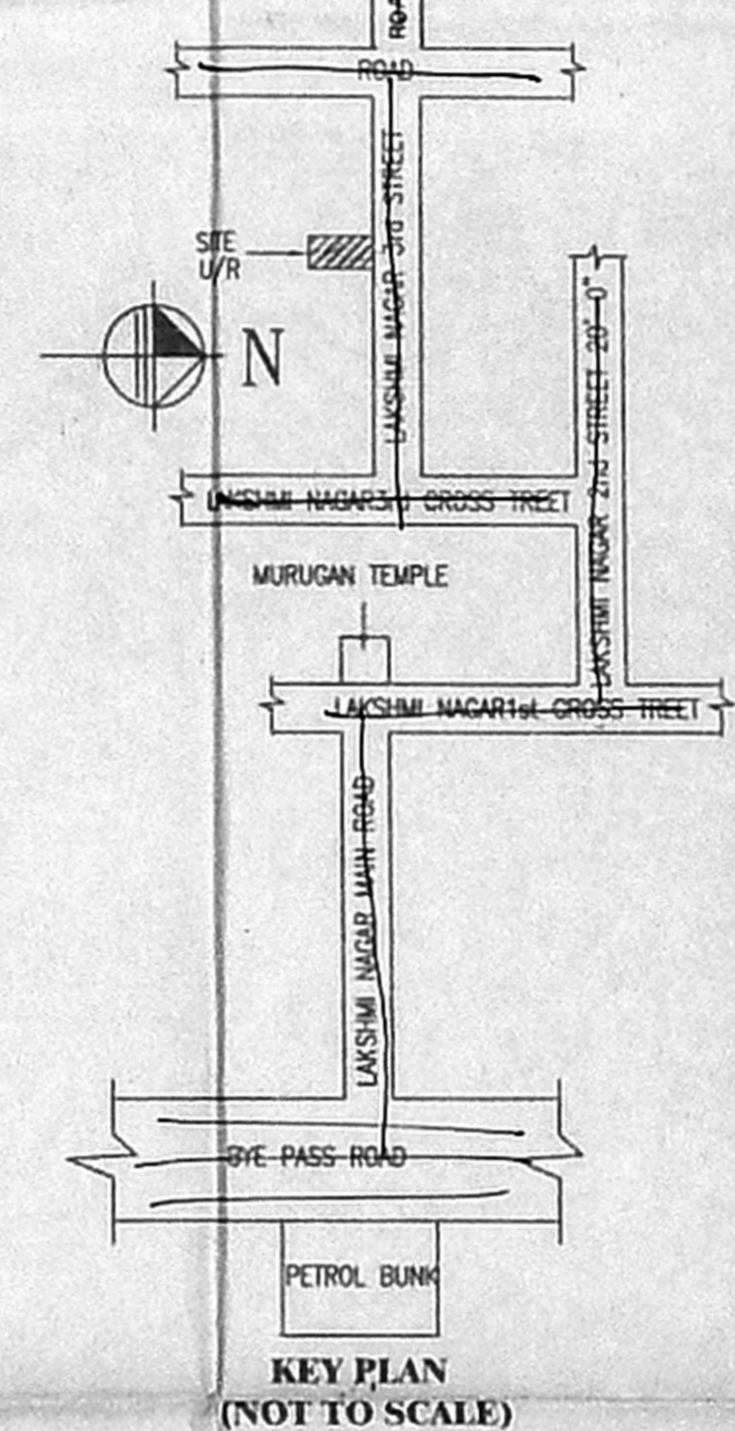 ROAD
LAKSHMI NAGAR 3rd STREET
SITE
U/R
N
LAKSHMI NAGAR 2nd STREET 20'-0"
LAKSHMI NAGAR3rd CROSS TREET
MURUGAN TEMPLE
LAKSHMI NAGAR1st CROSS TREET
LAKSHMI NAGAR MAIN ROAD
BYE PASS ROAD
PETROL BUNK
KEY PLAN
(NOT TO SCALE)